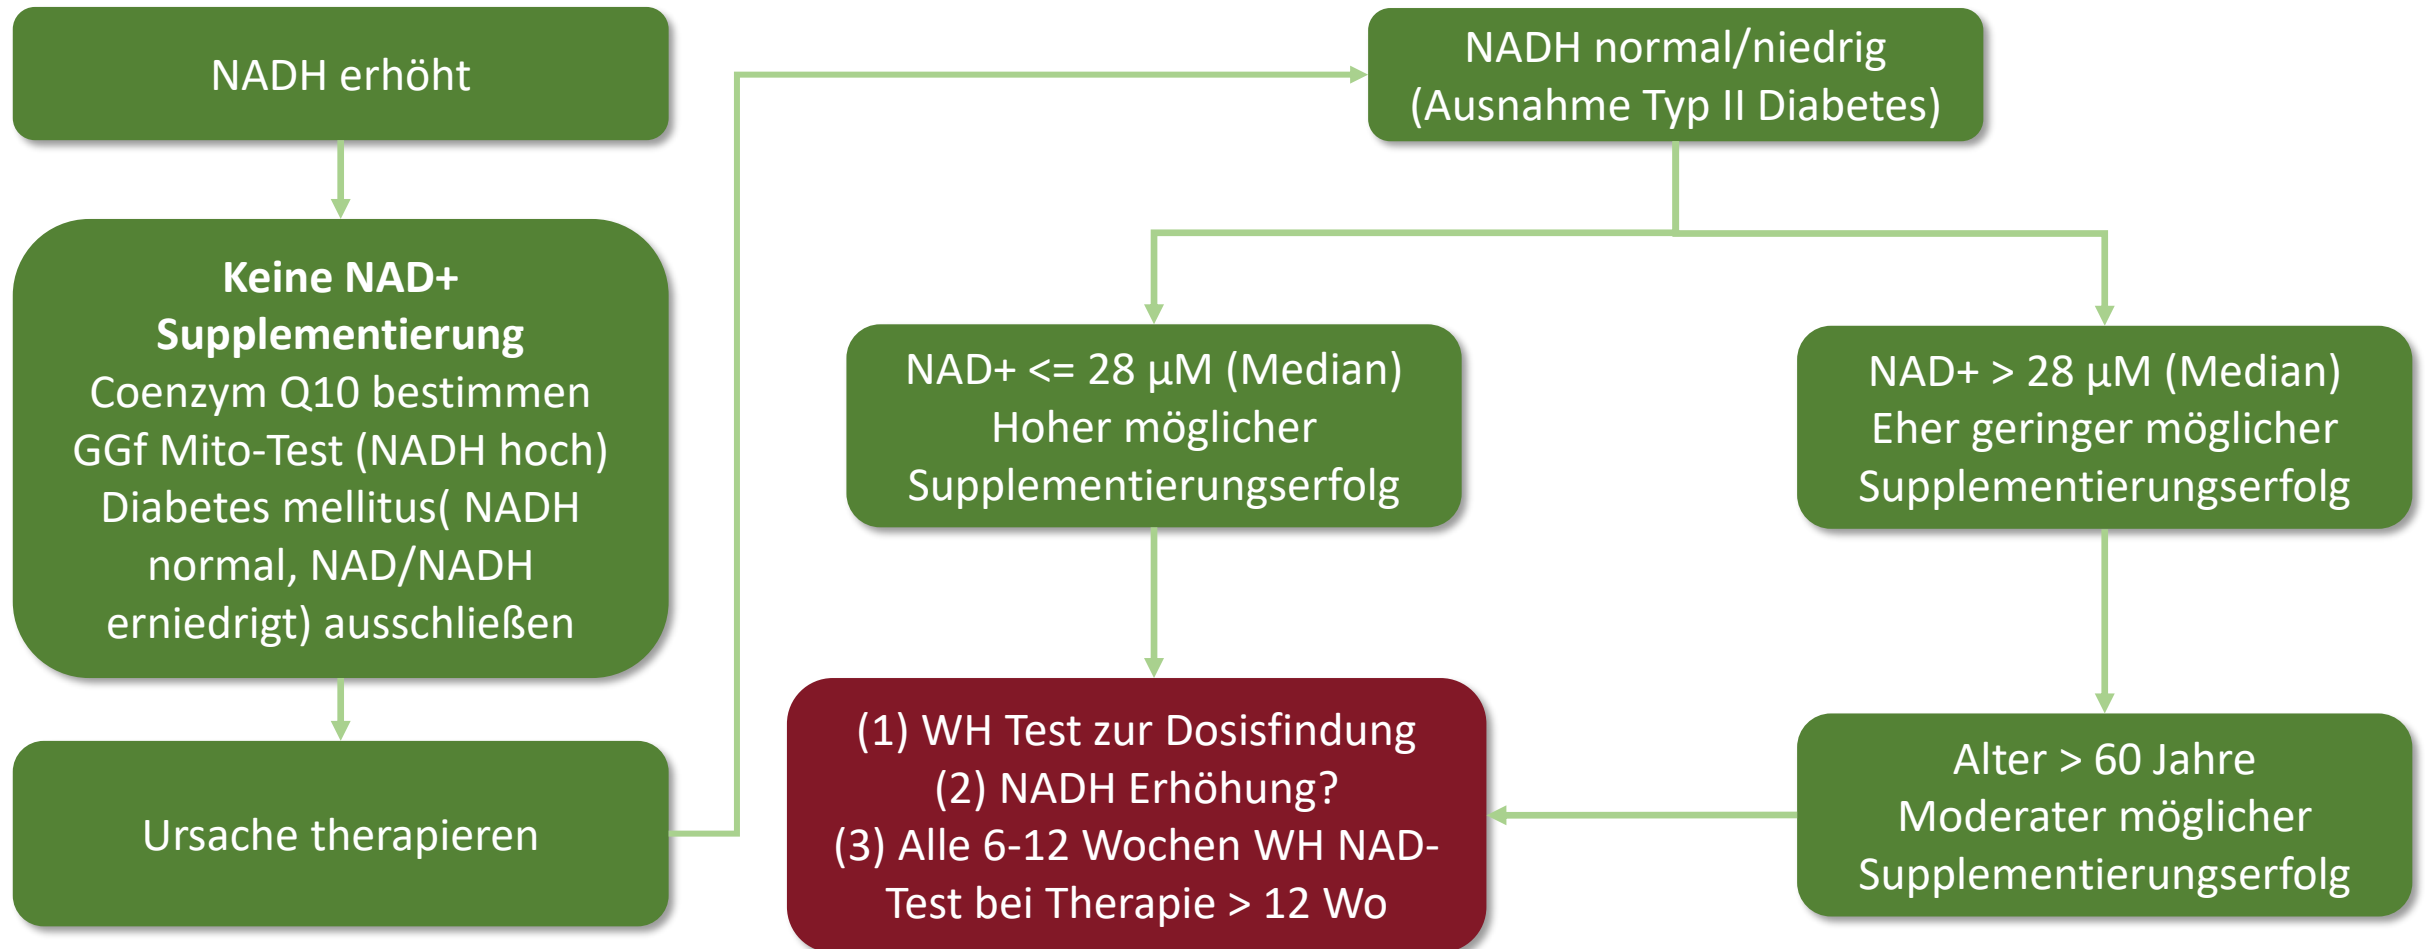 NADH erhöht
Keine NAD+
Supplementierung
Coenzym Q10 bestimmen
GGf Mito-Test (NADH hoch)
Diabetes mellitus( NADH
normal, NAD/NADH
erniedrigt) ausschließen
Ursache therapieren
NADH normal/niedrig
(Ausnahme Typ II Diabetes)
NAD+ <= 28 µM (Median)
Hoher möglicher
Supplementierungserfolg
NAD+ > 28 µM (Median)
Eher geringer möglicher
Supplementierungserfolg
(1) WH Test zur Dosisfindung
(2) NADH Erhöhung?
(3) Alle 6-12 Wochen WH NAD-
Test bei Therapie > 12 Wo
Alter > 60 Jahre
Moderater möglicher
Supplementierungserfolg